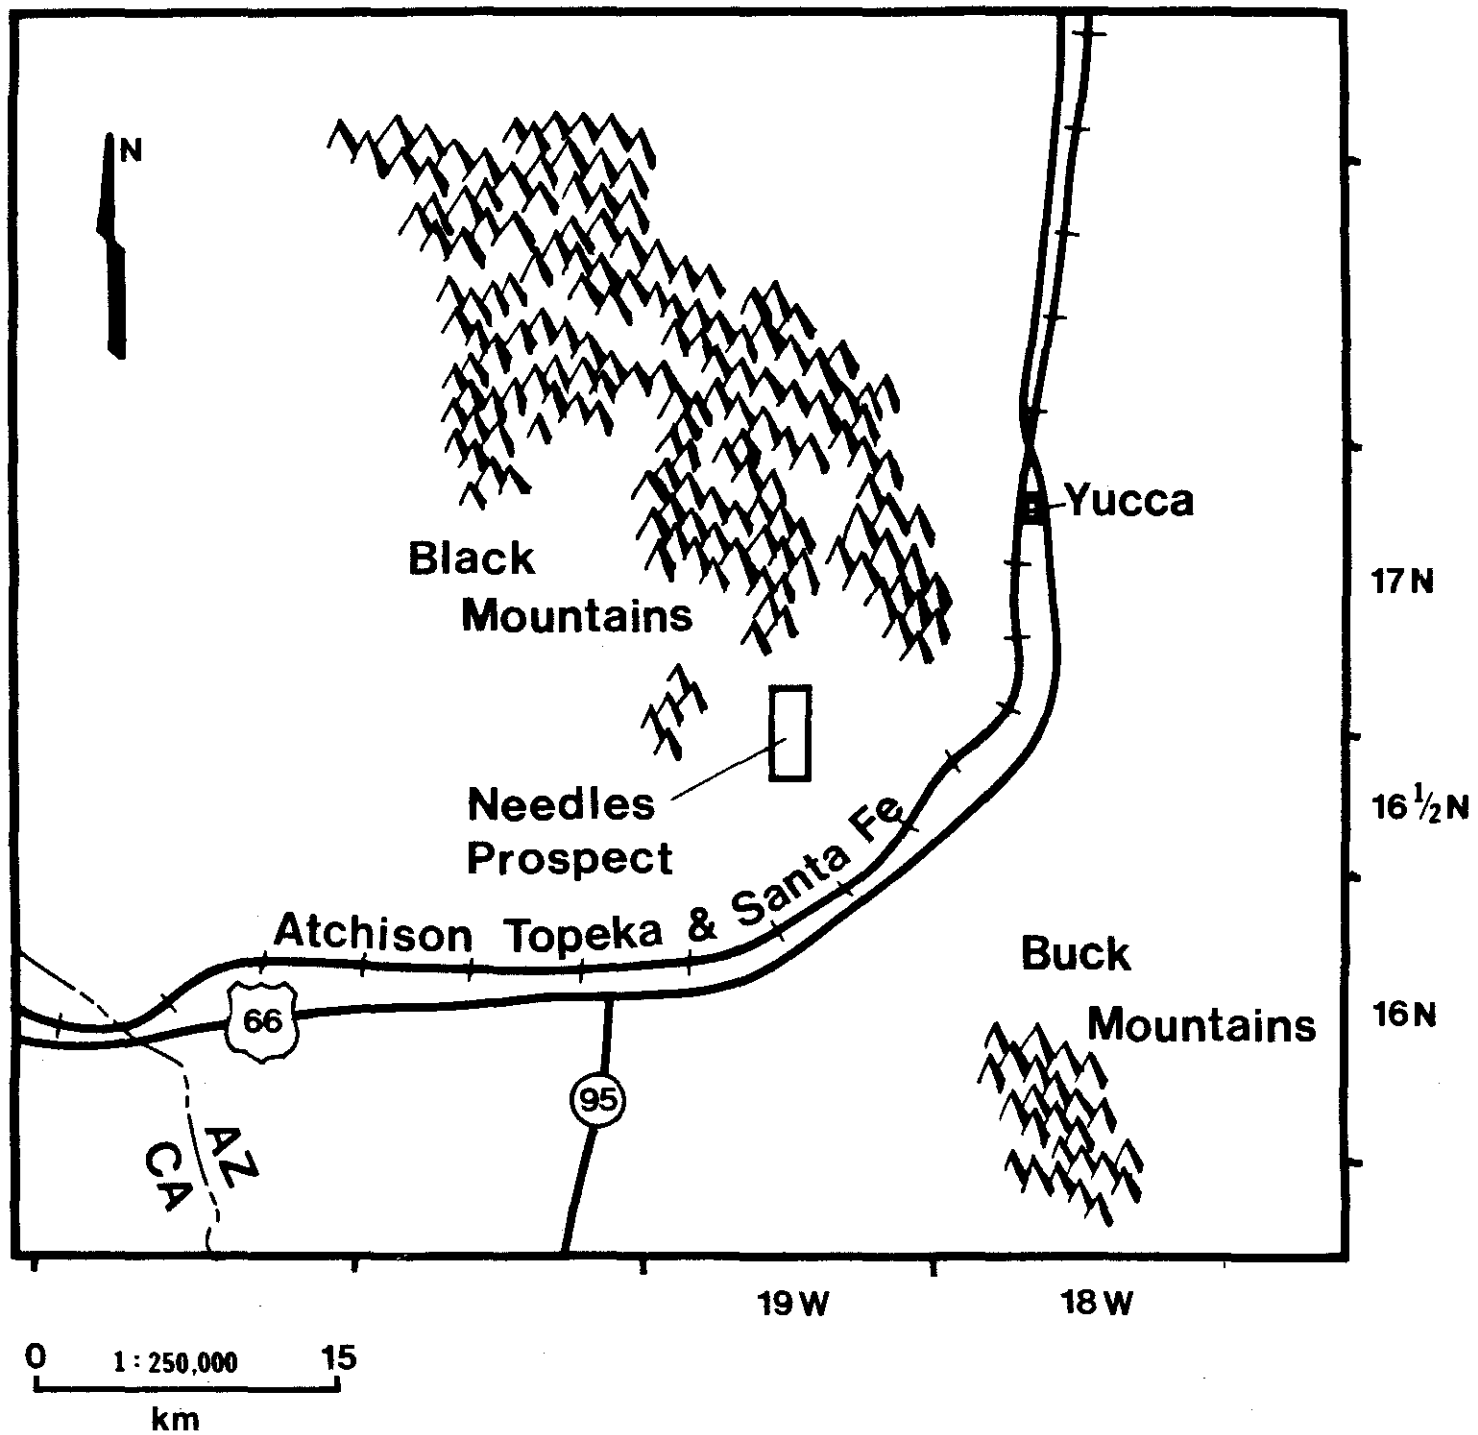 N
Yucca
Black
Mountains
17 N
Needles
Prospect
16 1/2 N
Atchison Topeka & Santa Fe
Buck
Mountains
16 N
66
95
AZ
CA
19 W
18 W
0 1 : 250,000 15
km